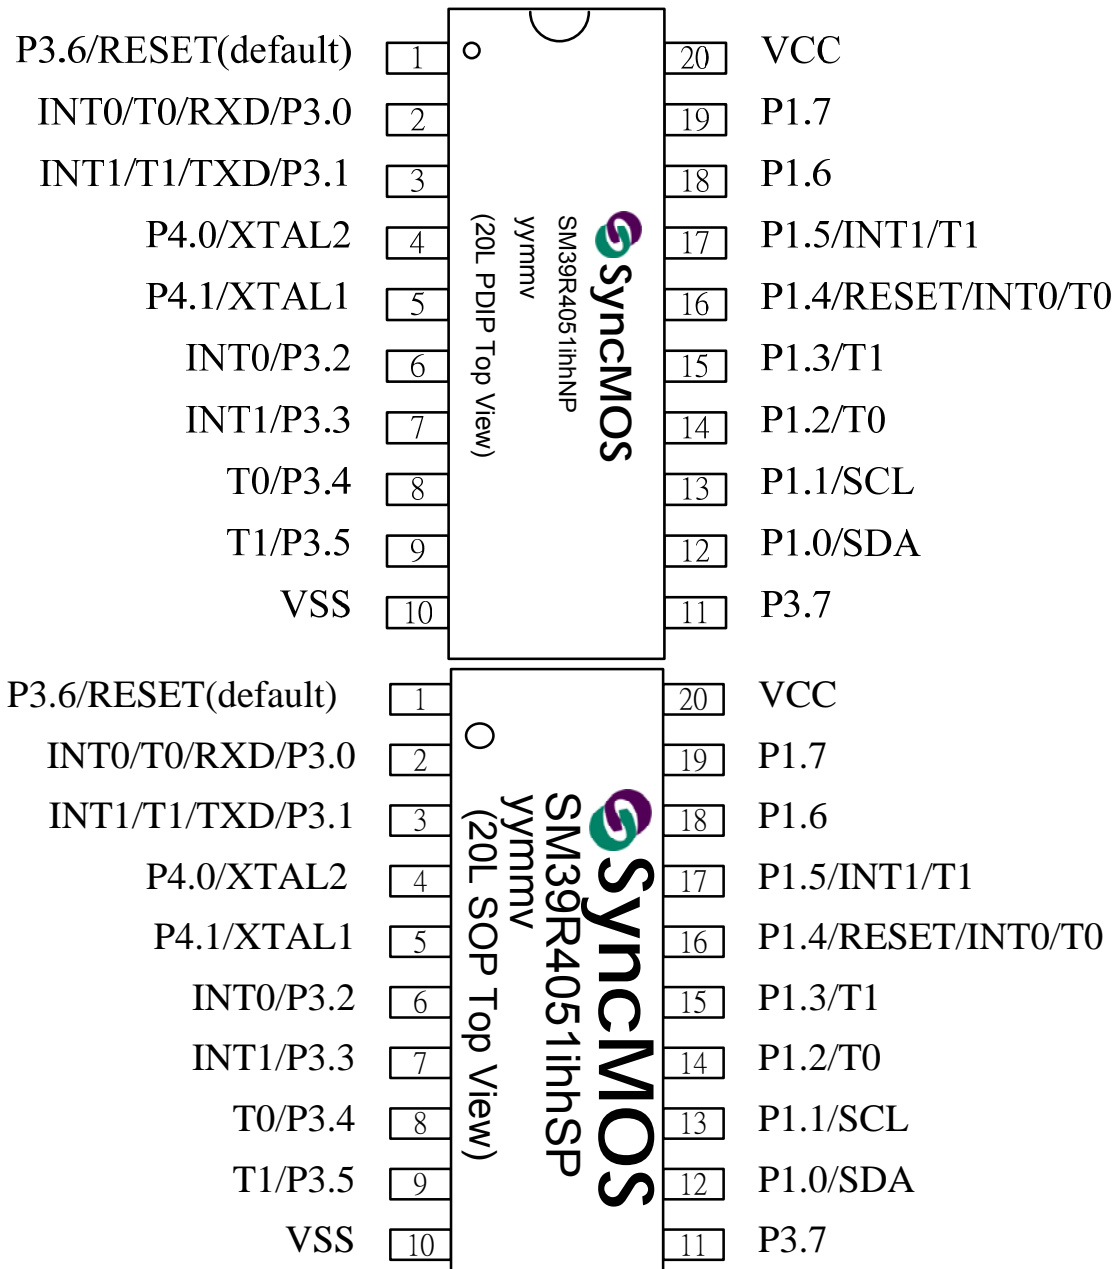 P3.6/RESET(default) 1 20 VCC
INT0/T0/RXD/P3.0 2 19 P1.7
INT1/T1/TXD/P3.1 3 18 P1.6
P4.0/XTAL2 4 17 P1.5/INT1/T1
P4.1/XTAL1 5 16 P1.4/RESET/INT0/T0
INT0/P3.2 6 15 P1.3/T1
INT1/P3.3 7 14 P1.2/T0
T0/P3.4 8 13 P1.1/SCL
T1/P3.5 9 12 P1.0/SDA
VSS 10 11 P3.7
SyncMOS
SM39R4051ihhNP
yymmv
(20L PDIP Top View)
P3.6/RESET(default) 1 20 VCC
INT0/T0/RXD/P3.0 2 19 P1.7
INT1/T1/TXD/P3.1 3 18 P1.6
P4.0/XTAL2 4 17 P1.5/INT1/T1
P4.1/XTAL1 5 16 P1.4/RESET/INT0/T0
INT0/P3.2 6 15 P1.3/T1
INT1/P3.3 7 14 P1.2/T0
T0/P3.4 8 13 P1.1/SCL
T1/P3.5 9 12 P1.0/SDA
VSS 10 11 P3.7
SyncMOS
SM39R4051ihhSP
yymmv
(20L SOP Top View)